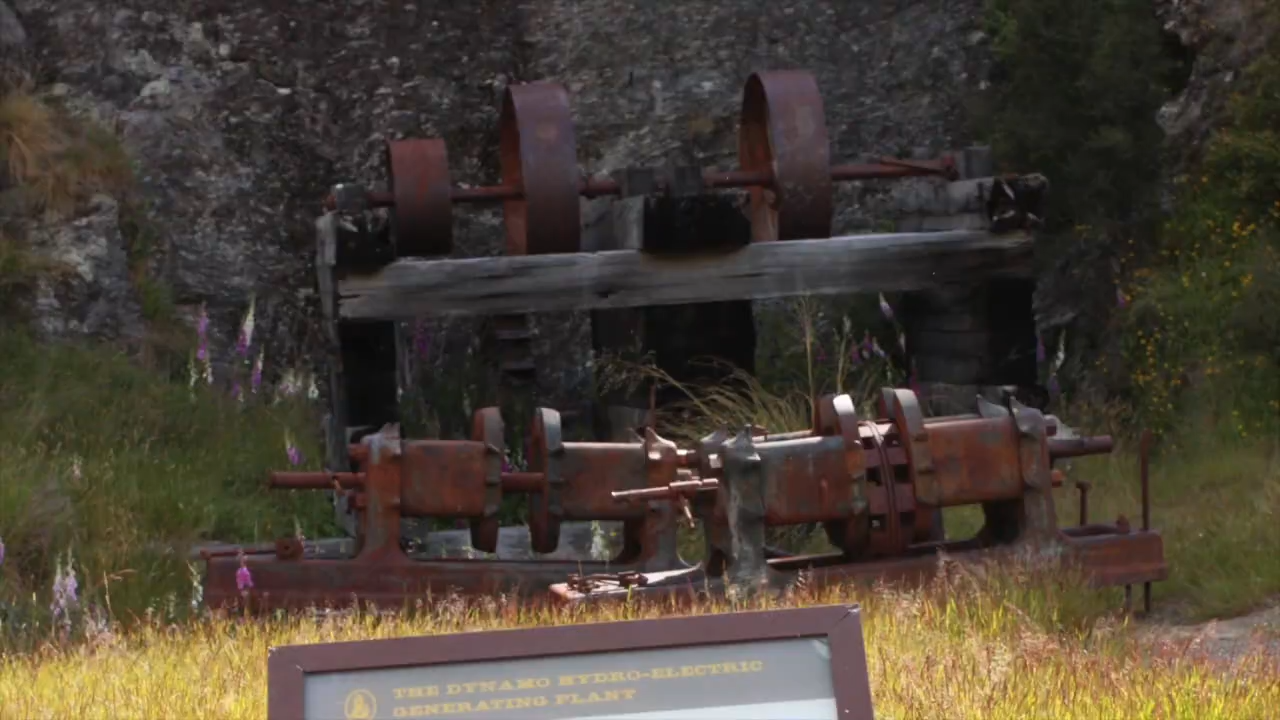 THE DYNAMO HYDRO-ELECTRIC
GENERATING PLANT